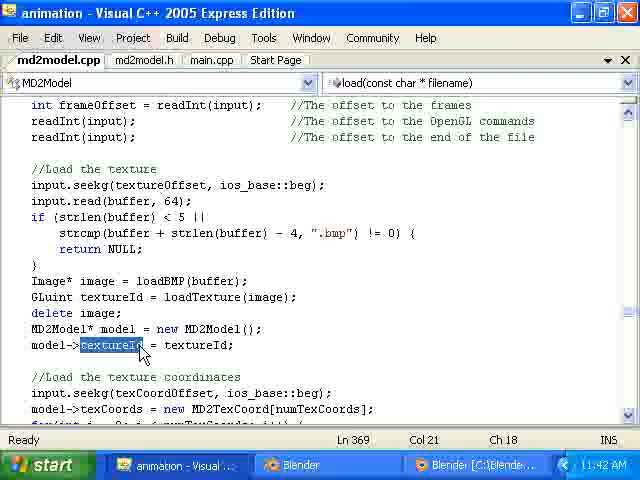 animation - Visual C++ 2005 Express Edition
File Edit View Project Build Debug Tools Window Community Help
md2model.cpp md2model.h main.cpp Start Page
MD2Model load(const char * filename)
int frameOffset = readInt(input); //The offset to the frames
readInt(input); //The offset to the OpenGL commands
readInt(input); //The offset to the end of the file
//Load the texture
input.seekg(textureOffset, ios_base::beg);
input.read(buffer, 64);
if (strlen(buffer) < 5 ||
strcmp(buffer + strlen(buffer) - 4, ".bmp") != 0) {
return NULL;
}
Image* image = loadBMP(buffer);
GLuint textureId = loadTexture(image);
delete image;
MD2Model* model = new MD2Model();
model->textureId = textureId;
//Load the texture coordinates
input.seekg(texCoordOffset, ios_base::beg);
model->texCoords = new MD2TexCoord[numTexCoords];
Ready Ln 369 Col 21 Ch 18 INS
start animation - Visual ... Blender Blender [C:\Blender... 11:42 AM